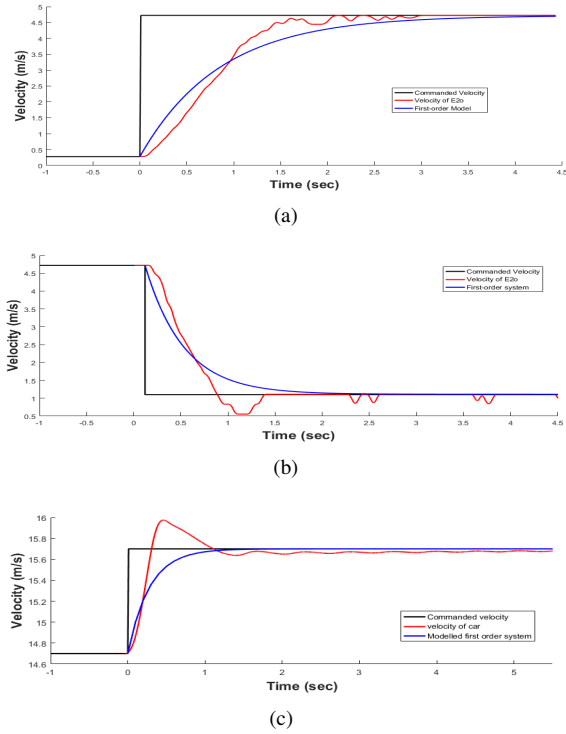 5
4.5
4
3.5
3
2.5
2
1.5
1
0.5
0
Velocity (m/s)
Commanded Velocity
Velocity of E2o
First-order Model
-1 -0.5 0 0.5 1 1.5 2 2.5 3 3.5 4 4.5
Time (sec)
(a)
5
4.5
4
3.5
3
2.5
2
1.5
1
0.5
Velocity (m/s)
Commanded Velocity
Velocity of E2o
First-order system
-1 -0.5 0 0.5 1 1.5 2 2.5 3 3.5 4 4.5
Time (sec)
(b)
16
15.8
15.6
15.4
15.2
15
14.8
14.6
Velocity (m/s)
Commanded velocity
velocity of car
Modelled first order system
-1 0 1 2 3 4 5
Time (sec)
(c)